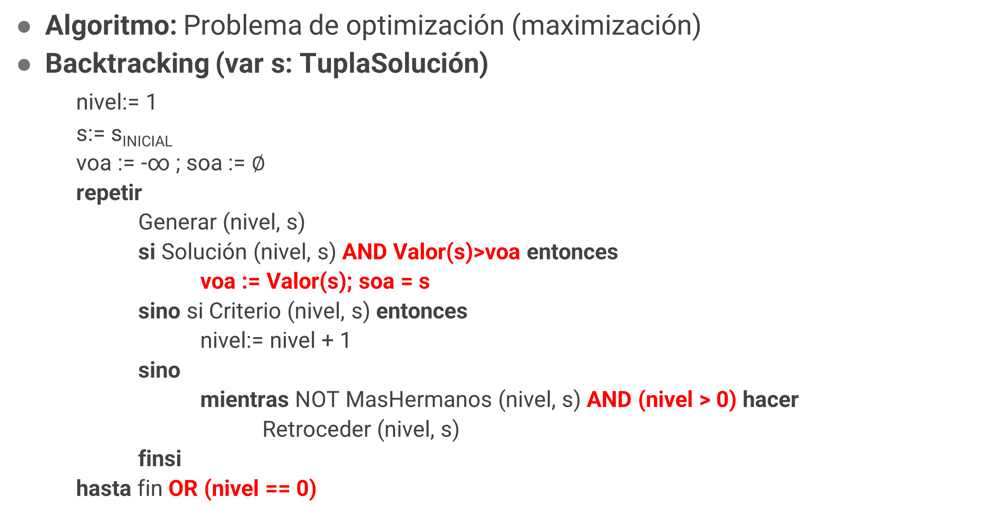 ● Algoritmo: Problema de optimización (maximización)
● Backtracking (var s: TuplaSolución)
nivel:= 1
s:= sINICIAL
voa := -∞ ; soa := ∅
repetir
Generar (nivel, s)
si Solución (nivel, s) AND Valor(s)>voa entonces
voa := Valor(s); soa = s
sino si Criterio (nivel, s) entonces
nivel:= nivel + 1
sino
mientras NOT MasHermanos (nivel, s) AND (nivel > 0) hacer
Retroceder (nivel, s)
finsi
hasta fin OR (nivel == 0)